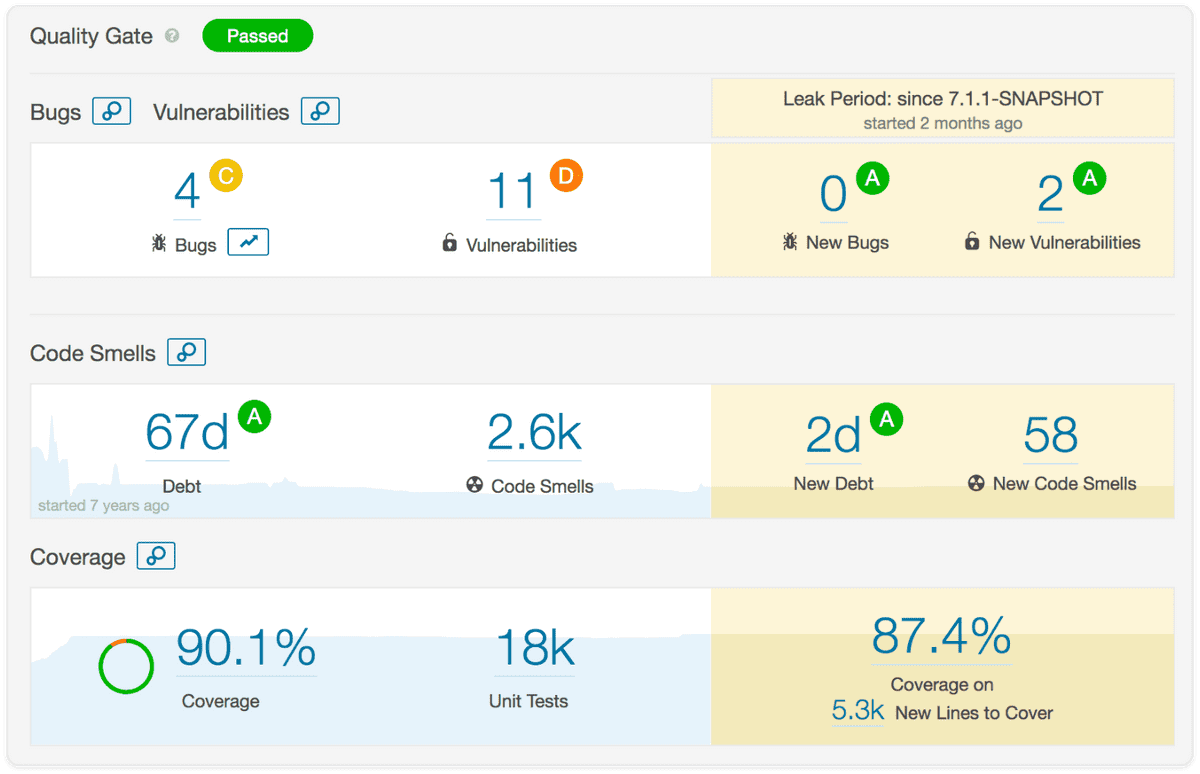 Quality Gate ? Passed
Bugs Vulnerabilities
Leak Period: since 7.1.1-SNAPSHOT
started 2 months ago
4 C
Bugs
11 D
Vulnerabilities
0 A
New Bugs
2 A
New Vulnerabilities
Code Smells
67d A
Debt
started 7 years ago
2.6k
Code Smells
2d A
New Debt
58
New Code Smells
Coverage
90.1%
Coverage
18k
Unit Tests
87.4%
Coverage on
5.3k New Lines to Cover